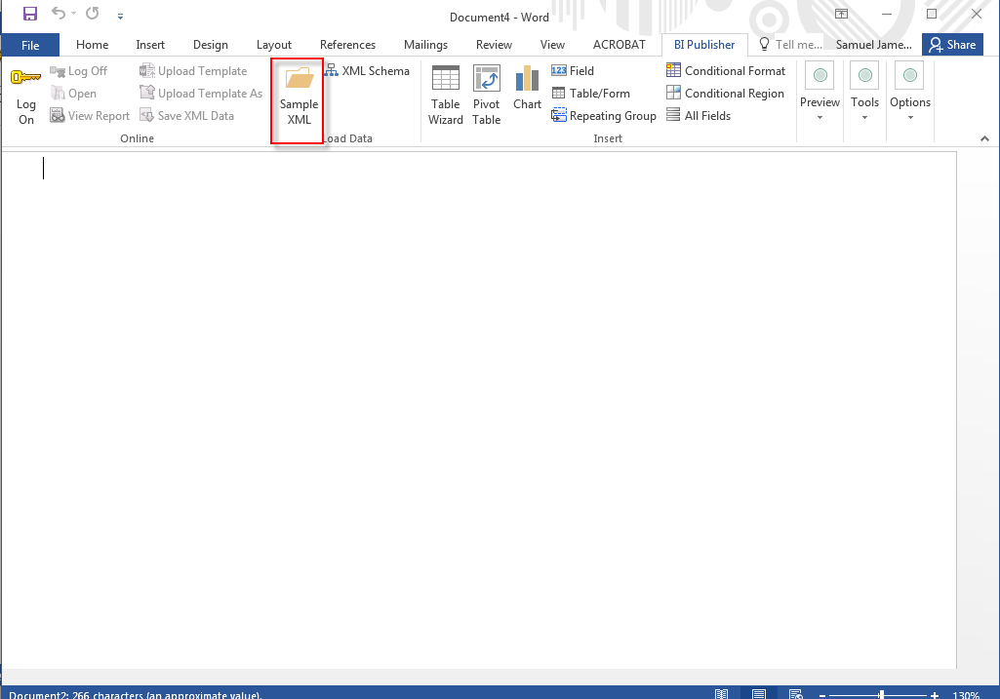 Document4 - Word
File Home Insert Design Layout References Mailings Review View ACROBAT BI Publisher Tell me... Samuel Jame... Share
Log On
Log Off
Open
View Report
Upload Template
Upload Template As
Save XML Data
Online
Sample XML
XML Schema
Load Data
Table Wizard
Pivot Table
Chart
123 Field
Table/Form
Repeating Group
Conditional Format
Conditional Region
All Fields
Insert
Preview
Tools
Options
Document2: 266 characters (an approximate value).
130%